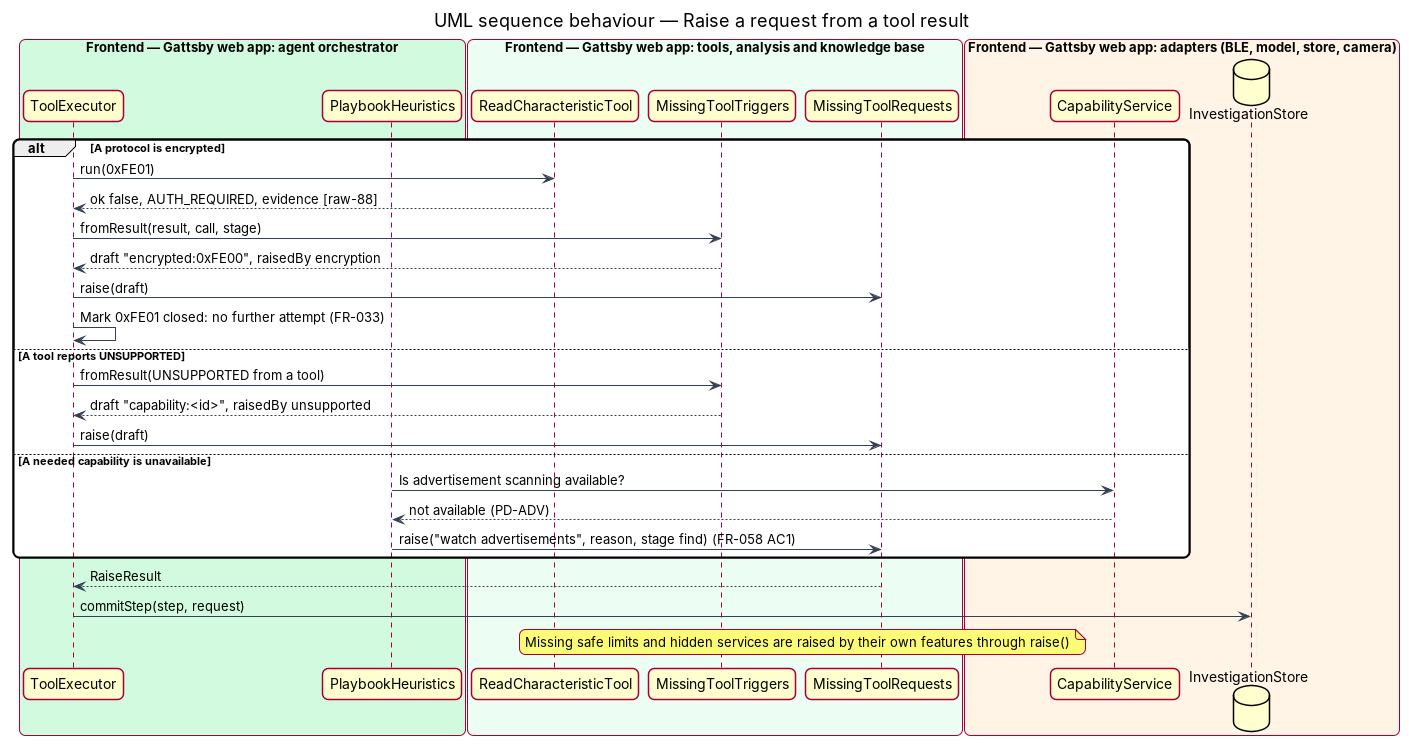 UML sequence behaviour — Raise a request from a tool result
Frontend — Gattsby web app: agent orchestrator
Frontend — Gattsby web app: tools, analysis and knowledge base
Frontend — Gattsby web app: adapters (BLE, model, store, camera)
ToolExecutor
PlaybookHeuristics
ReadCharacteristicTool
MissingToolTriggers
MissingToolRequests
CapabilityService
InvestigationStore
alt
[A protocol is encrypted]
run(0xFE01)
ok false, AUTH_REQUIRED, evidence [raw-88]
fromResult(result, call, stage)
draft "encrypted:0xFE00", raisedBy encryption
raise(draft)
Mark 0xFE01 closed: no further attempt (FR-033)
[A tool reports UNSUPPORTED]
fromResult(UNSUPPORTED from a tool)
draft "capability:<id>", raisedBy unsupported
raise(draft)
[A needed capability is unavailable]
Is advertisement scanning available?
not available (PD-ADV)
raise("watch advertisements", reason, stage find) (FR-058 AC1)
RaiseResult
commitStep(step, request)
Missing safe limits and hidden services are raised by their own features through raise()
ToolExecutor
PlaybookHeuristics
ReadCharacteristicTool
MissingToolTriggers
MissingToolRequests
CapabilityService
InvestigationStore